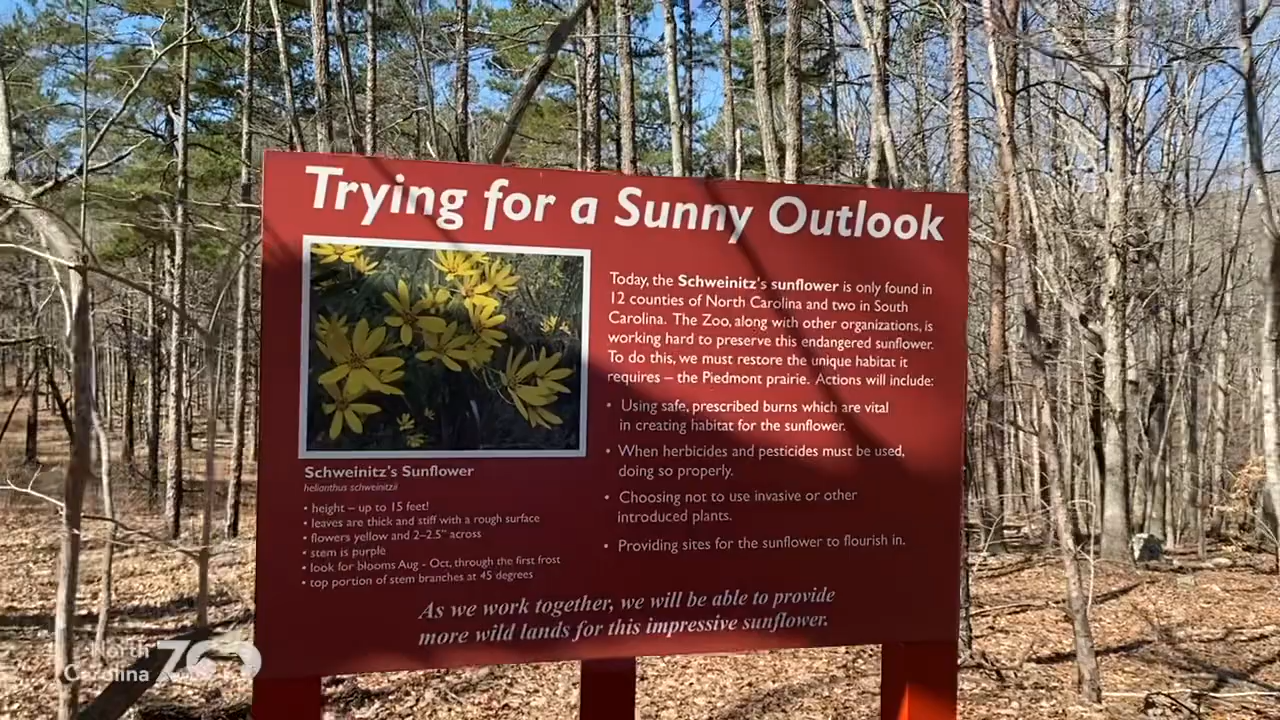 Trying for a Sunny Outlook
Today, the Schweinitz's sunflower is only found in
12 counties of North Carolina and two in South
Carolina. The Zoo, along with other organizations, is
working hard to preserve this endangered sunflower.
To do this, we must restore the unique habitat it
requires – the Piedmont prairie. Actions will include:
• Using safe, prescribed burns which are vital
in creating habitat for the sunflower.
• When herbicides and pesticides must be used,
doing so properly.
• Choosing not to use invasive or other
introduced plants.
• Providing sites for the sunflower to flourish in.
Schweinitz's Sunflower
helianthus schweinitzii
• height – up to 15 feet!
• leaves are thick and stiff with a rough surface
• flowers yellow and 2–2.5" across
• stem is purple
• look for blooms Aug - Oct, through the first frost
• top portion of stem branches at 45 degrees
As we work together, we will be able to provide
more wild lands for this impressive sunflower.
North
Carolina ZOO